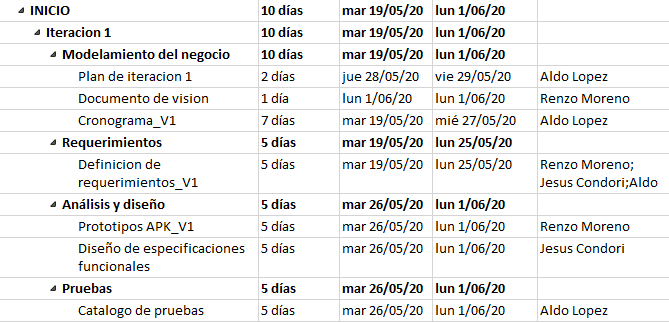 INICIO 10 días mar 19/05/20 lun 1/06/20
Iteracion 1 10 días mar 19/05/20 lun 1/06/20
Modelamiento del negocio 10 días mar 19/05/20 lun 1/06/20
Plan de iteracion 1 2 días jue 28/05/20 vie 29/05/20 Aldo Lopez
Documento de vision 1 día lun 1/06/20 lun 1/06/20 Renzo Moreno
Cronograma_V1 7 días mar 19/05/20 mié 27/05/20 Aldo Lopez
Requerimientos 5 días mar 19/05/20 lun 25/05/20
Definicion de 5 días mar 19/05/20 lun 25/05/20 Renzo Moreno;
requerimientos_V1 Jesus Condori;Aldo
Análisis y diseño 5 días mar 26/05/20 lun 1/06/20
Prototipos APK_V1 5 días mar 26/05/20 lun 1/06/20 Renzo Moreno
Diseño de especificaciones 5 días mar 26/05/20 lun 1/06/20 Jesus Condori
funcionales
Pruebas 5 días mar 26/05/20 lun 1/06/20
Catalogo de pruebas 5 días mar 26/05/20 lun 1/06/20 Aldo Lopez